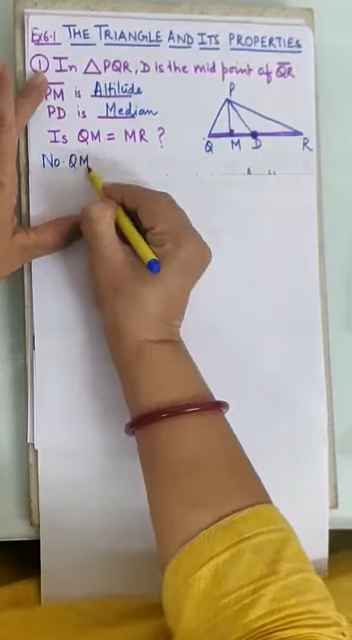 Ex 6.1 THE TRIANGLE AND ITS PROPERTIES
① In △PQR, D is the mid point of QR
PM is Altitude
PD is Median
Is QM = MR ?
No. QM
P
Q M D R